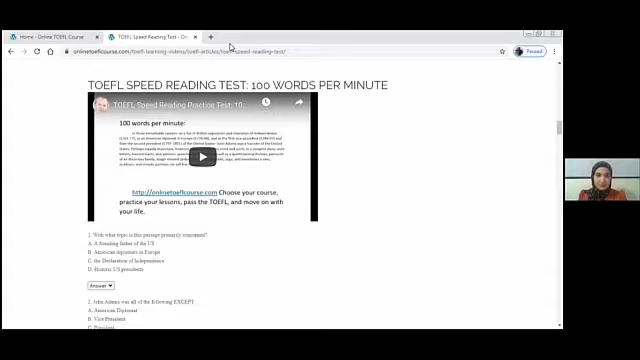 Home - Online TOEFL Course
TOEFL Speed Reading Test - On
onlinetoeflcourse.com/toefl-learning-videos/toefl-articles/toefl-speed-reading-test/
Paused
TOEFL SPEED READING TEST: 100 WORDS PER MINUTE
TOEFL Speed Reading Practice Test: 10...
100 words per minute:
http://onlinetoeflcourse.com Choose your course,
practice your lessons, pass the TOEFL, and move on with
your life.
1. With what topic is this passage primarily concerned?
A. A founding father of the US
B. American diplomats in Europe
C. the Declaration of Independence
D. Historic US presidents
Answer
2. John Adams was all of the following EXCEPT
A. American Diplomat
B. Vice President
C. President